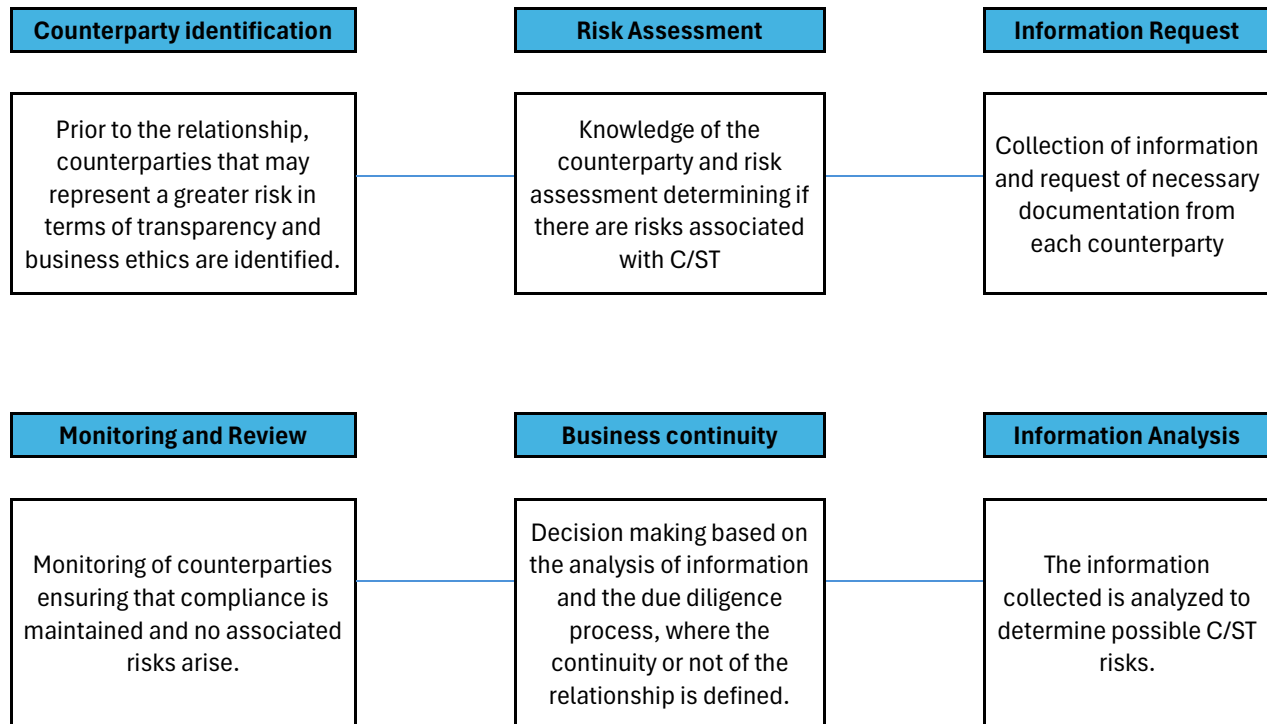 Counterparty identification
Risk Assessment
Information Request
Prior to the relationship,
counterparties that may
represent a greater risk in
terms of transparency and
business ethics are identified.
Knowledge of the
counterparty and risk
assessment determining if
there are risks associated
with C/ST
Collection of information
and request of necessary
documentation from
each counterparty
Monitoring and Review
Business continuity
Information Analysis
Monitoring of counterparties
ensuring that compliance is
maintained and no associated
risks arise.
Decision making based on
the analysis of information
and the due diligence
process, where the
continuity or not of the
relationship is defined.
The information
collected is analyzed to
determine possible C/ST
risks.